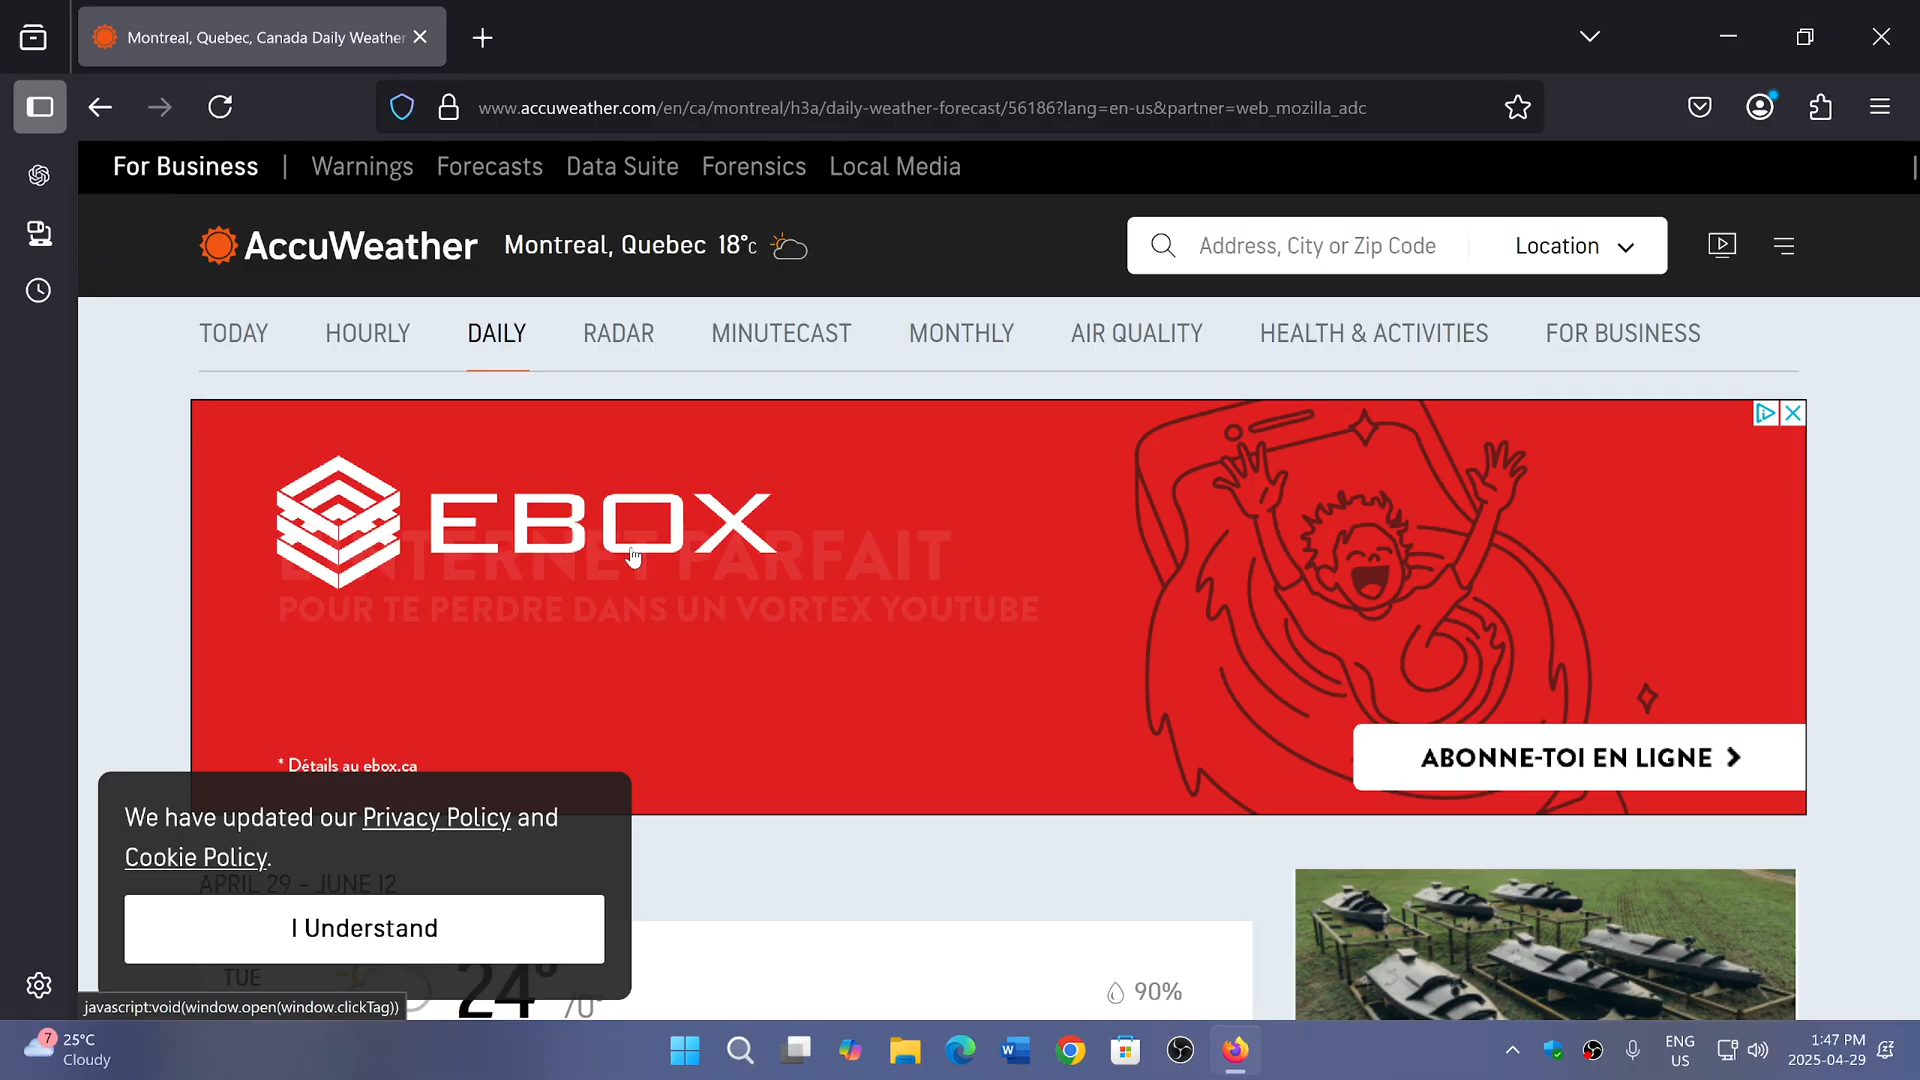 Montreal, Quebec, Canada Daily Weather
www.accuweather.com/en/ca/montreal/h3a/daily-weather-forecast/56186?lang=en-us&partner=web_mozilla_adc
For Business | Warnings Forecasts Data Suite Forensics Local Media
AccuWeather Montreal, Quebec 18°C Address, City or Zip Code Location
TODAY HOURLY DAILY RADAR MINUTECAST MONTHLY AIR QUALITY HEALTH & ACTIVITIES FOR BUSINESS
EBOX
PARFAIT
POUR TE PERDRE DANS UN VORTEX YOUTUBE
* Détails au ebox.ca
ABONNE-TOI EN LIGNE
We have updated our Privacy Policy and
Cookie Policy.
APRIL 29 - JUNE 12
I Understand
TUE
24°
/0°
90%
javascript:void(window.open(window.clickTag))
7
25°C
Cloudy
ENG
US
1:47 PM
2025-04-29